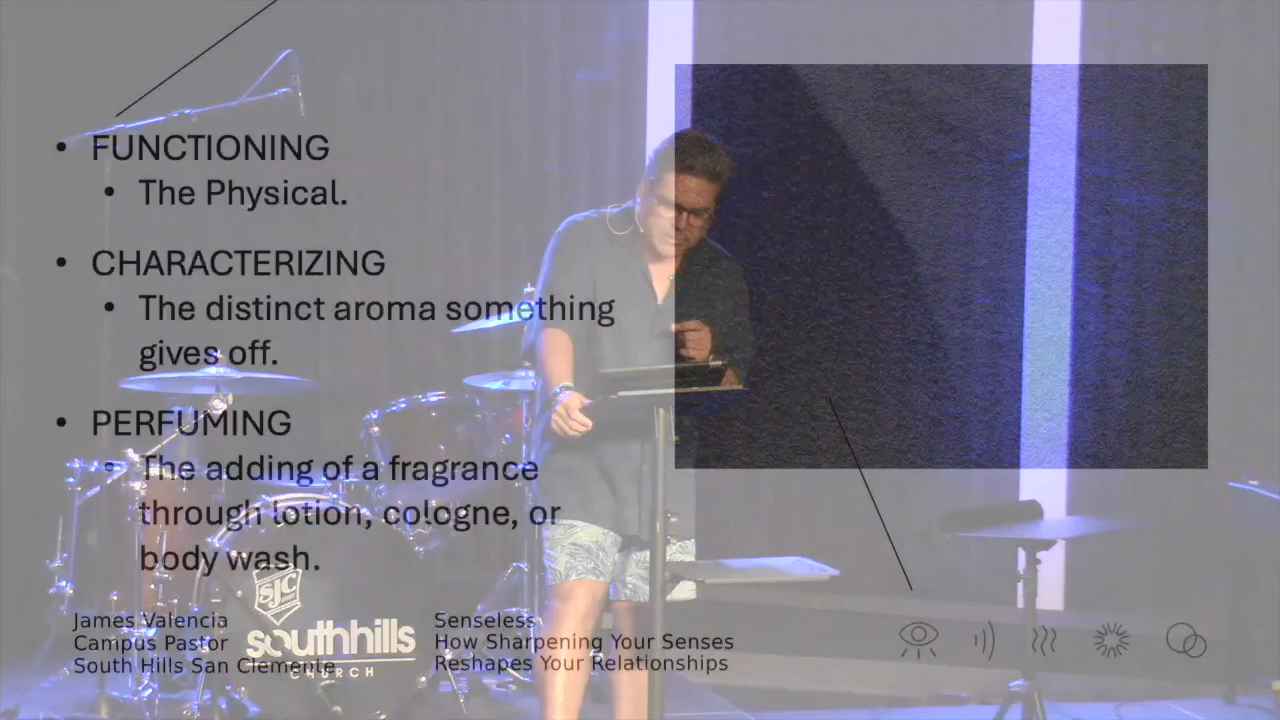 • FUNCTIONING
• The Physical.
• CHARACTERIZING
• The distinct aroma something
gives off.
• PERFUMING
• The adding of a fragrance
through lotion, cologne, or
body wash.
SJC
southhills
CHURCH
James Valencia
Campus Pastor
South Hills San Clemente
Senseless
How Sharpening Your Senses
Reshapes Your Relationships